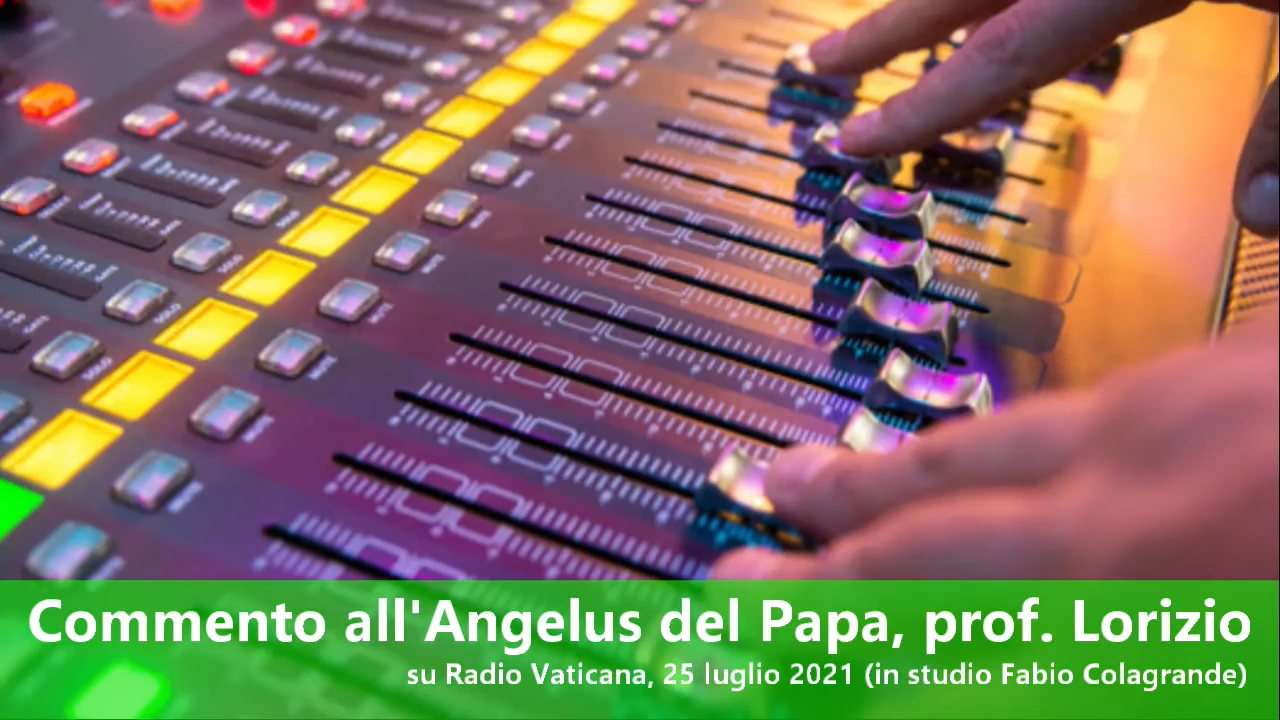 Commento all'Angelus del Papa, prof. Lorizio
su Radio Vaticana, 25 luglio 2021 (in studio Fabio Colagrande)